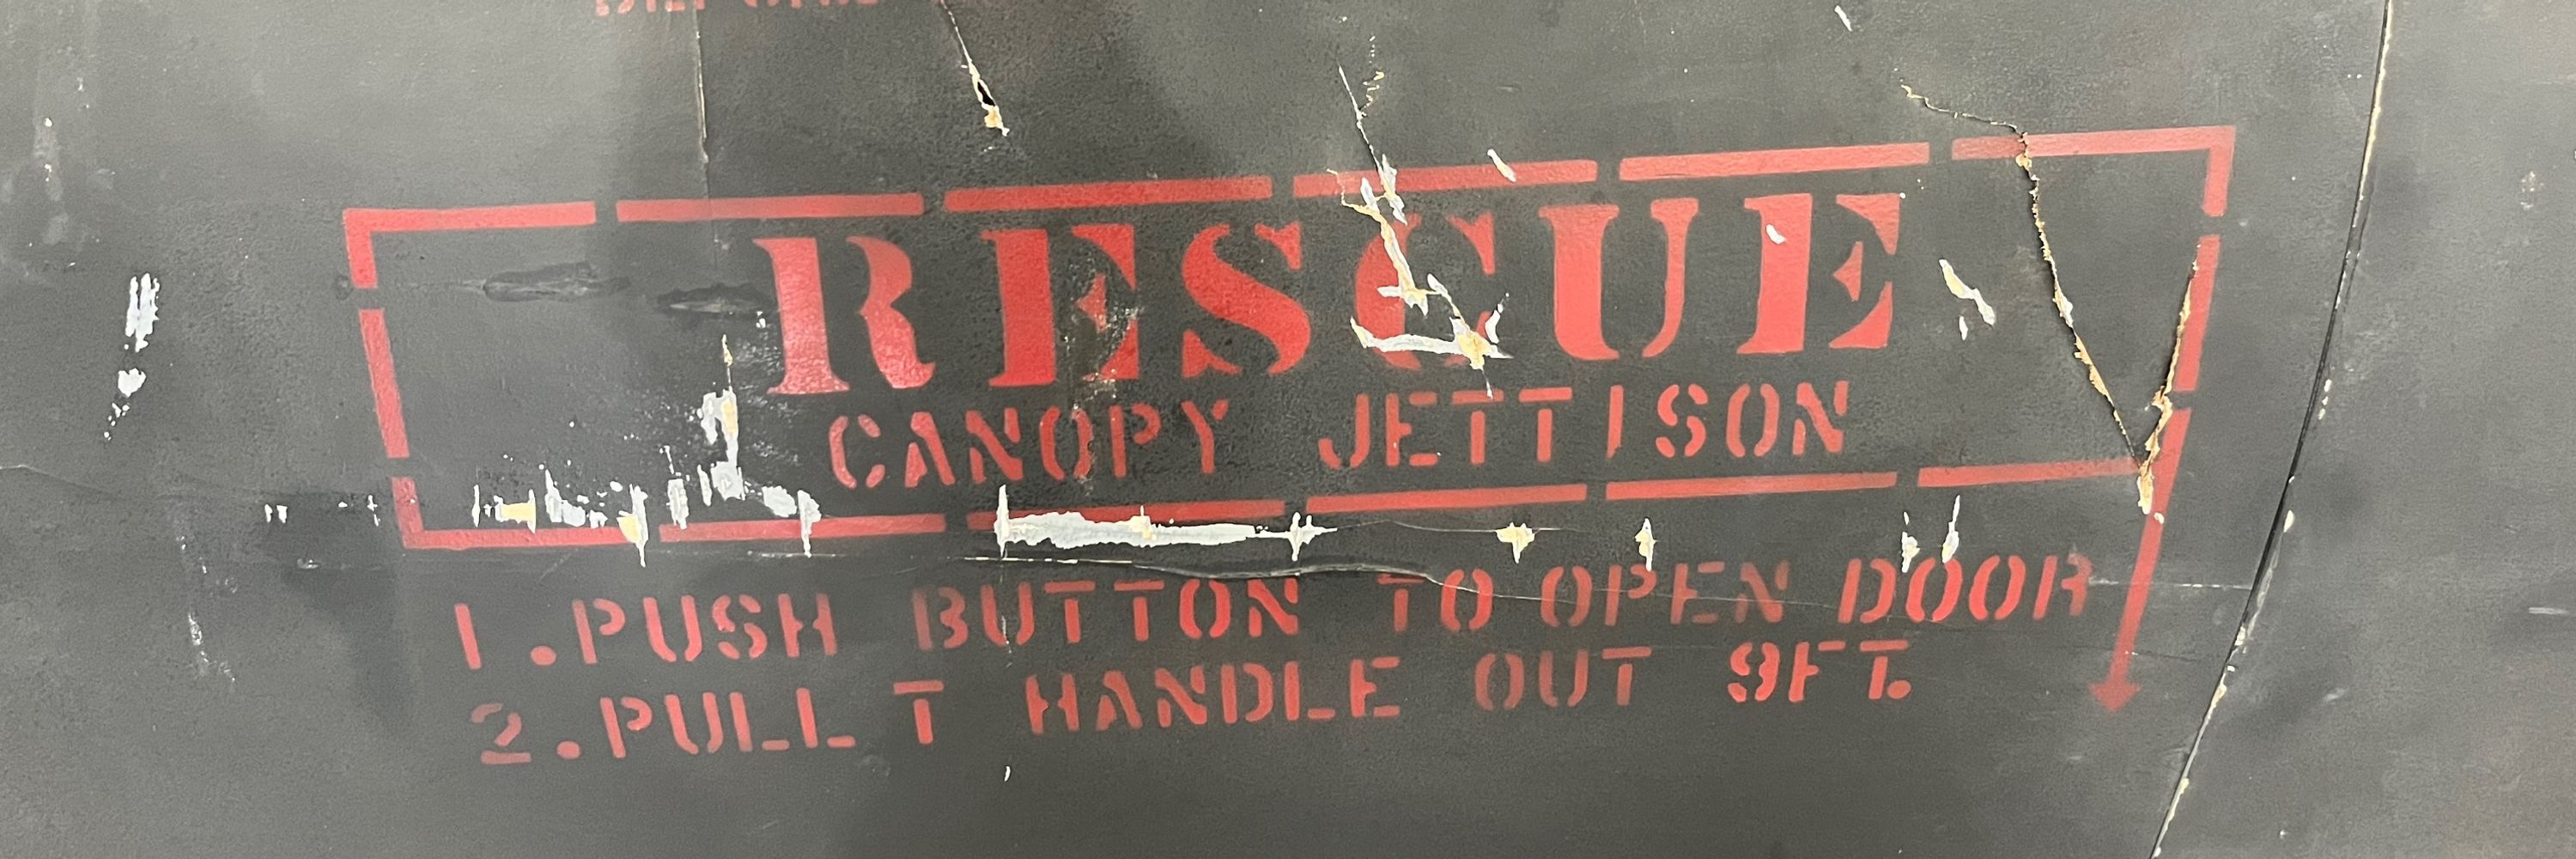 RESCUE
CANOPY JETTISON
1. PUSH BUTTON TO OPEN DOOR
2. PULL T HANDLE OUT 9FT.